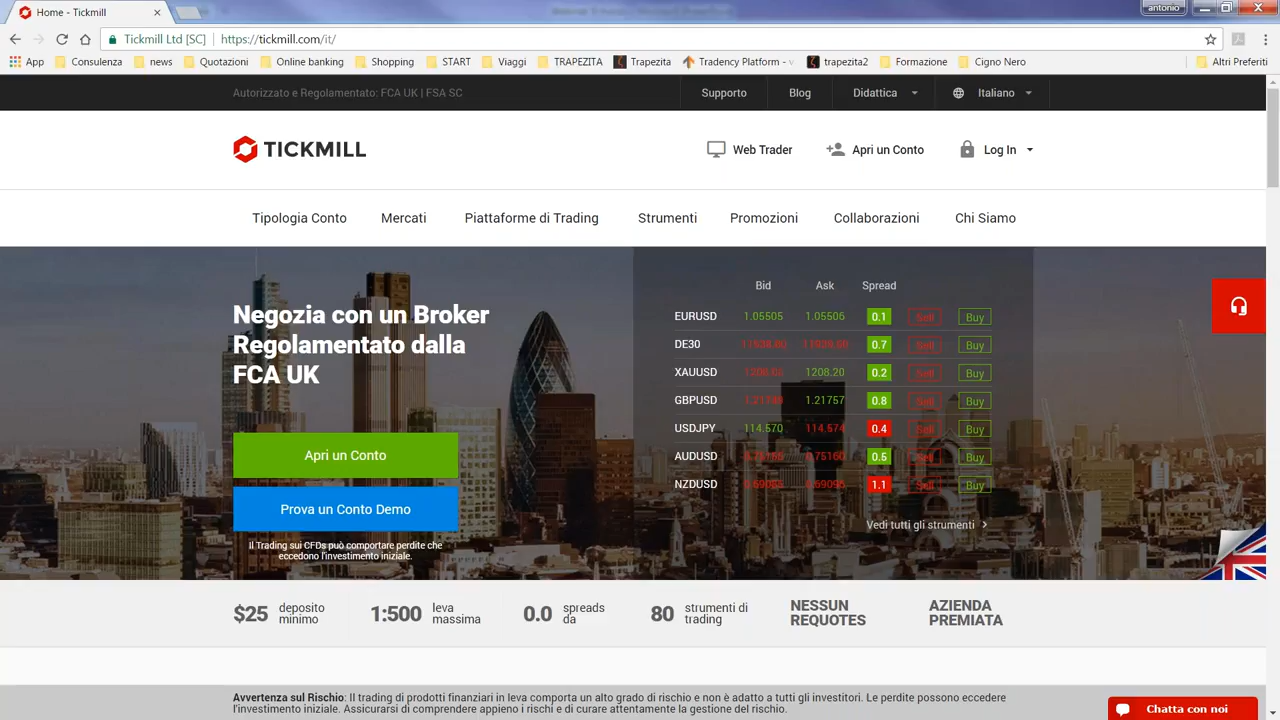 Home - Tickmill
antonio
Tickmill Ltd [SC] https://tickmill.com/it/
App Consulenza news Quotazioni Online banking Shopping START Viaggi TRAPEZITA Trapezita Tradency Platform - trapezita2 Formazione Cigno Nero Altri Preferiti
Autorizzato e Regolamentato: FCA UK | FSA SC Supporto Blog Didattica Italiano
TICKMILL Web Trader Apri un Conto Log In
Tipologia Conto Mercati Piattaforme di Trading Strumenti Promozioni Collaborazioni Chi Siamo
Negozia con un Broker
Regolamentato dalla
FCA UK
Apri un Conto
Prova un Conto Demo
Il Trading sui CFDs può comportare perdite che
eccedono l'investimento iniziale.
Bid Ask Spread
EURUSD 1.05505 1.05506 0.1 Sell Buy
DE30 0.7 Sell Buy
XAUUSD 1208.20 0.2 Sell Buy
GBPUSD 1.21757 0.8 Sell Buy
USDJPY 114.570 114.574 0.4 Sell Buy
AUDUSD 0.75160 0.5 Sell Buy
NZDUSD 1.1 Sell Buy
Vedi tutti gli strumenti
$25 deposito
minimo
1:500 leva
massima
0.0 spreads
da
80 strumenti di
trading
NESSUN
REQUOTES
AZIENDA
PREMIATA
Avvertenza sul Rischio: Il trading di prodotti finanziari in leva comporta un alto grado di rischio e non è adatto a tutti gli investitori. Le perdite possono eccedere
l'investimento iniziale. Assicurarsi di comprendere appieno i rischi e di curare attentamente la gestione del rischio.
Chatta con noi